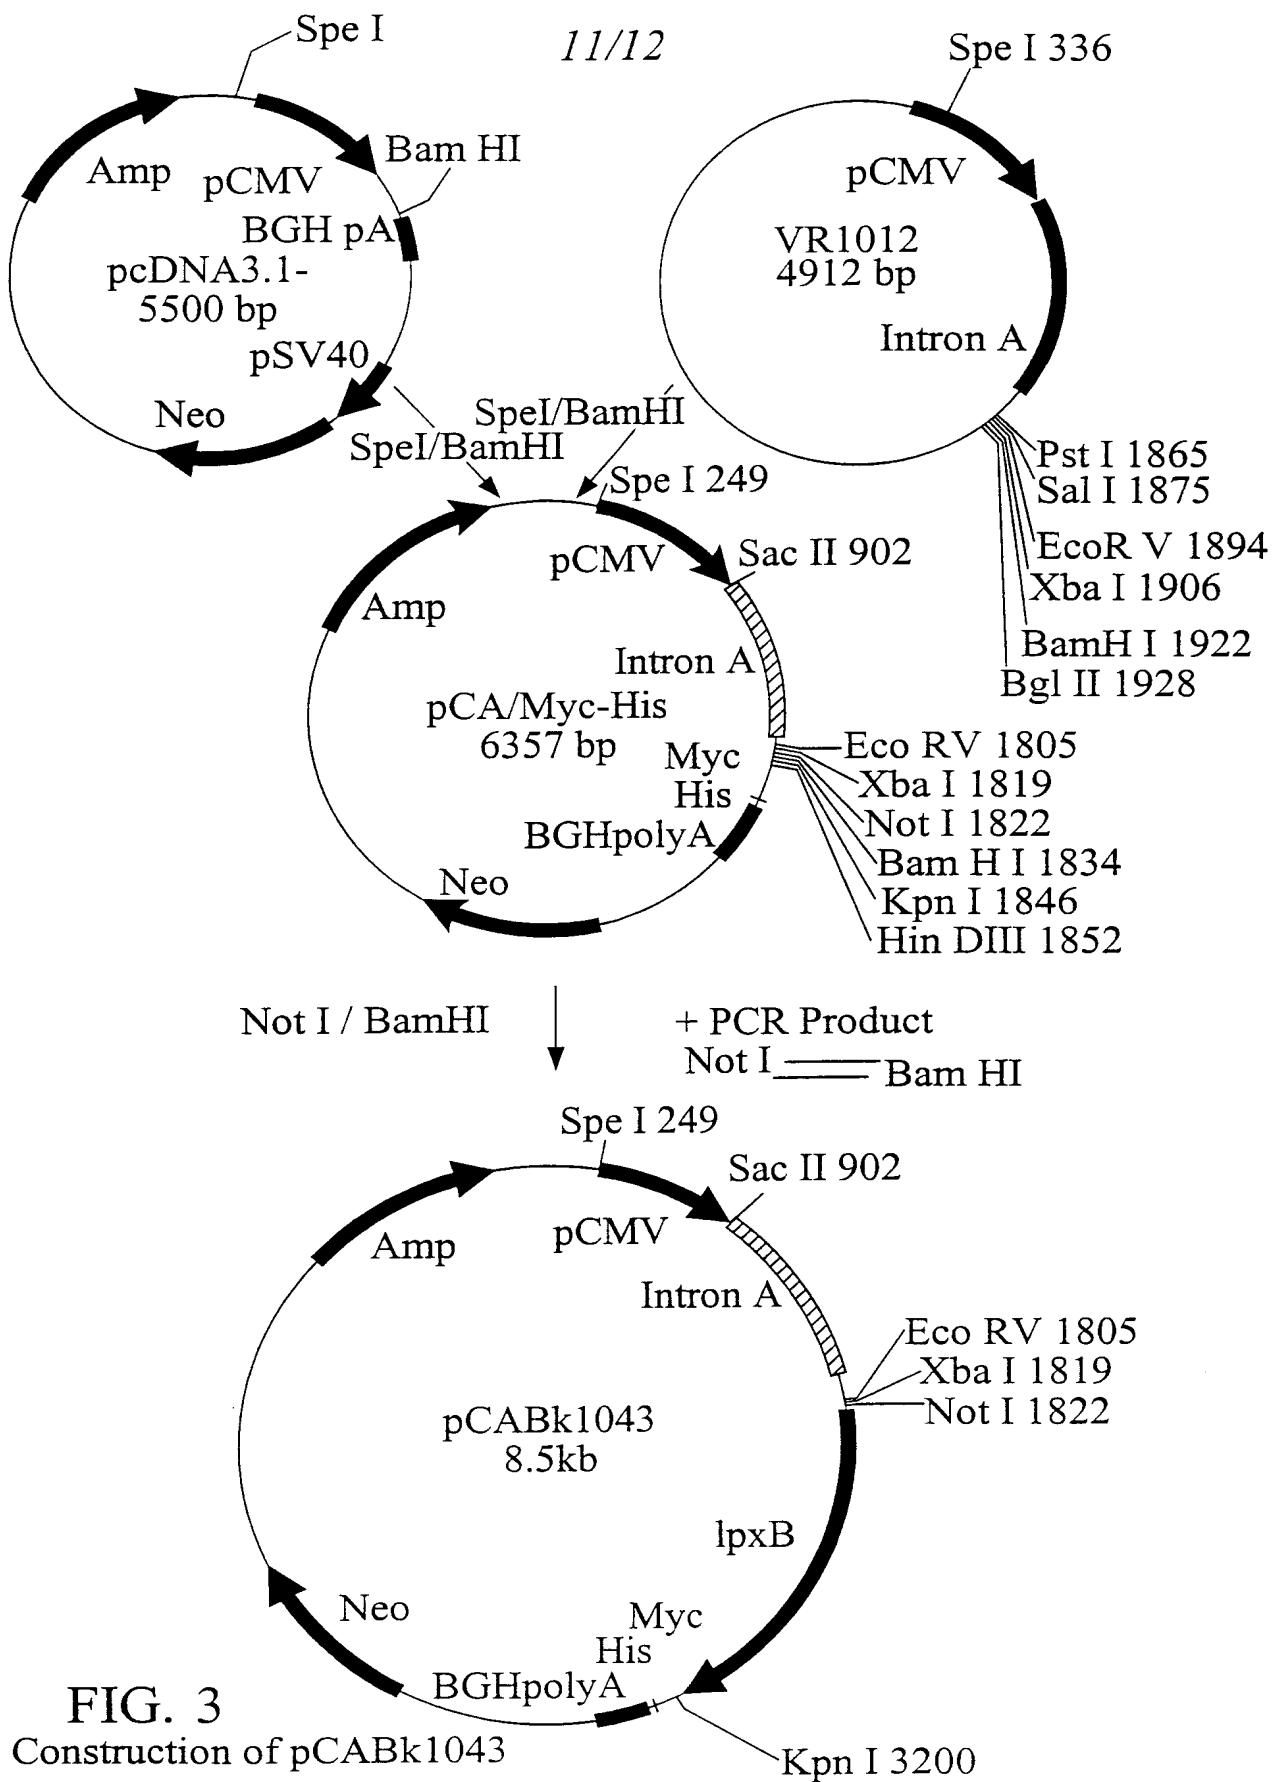 11/12
Spe I
Amp
pCMV
Bam HI
BGH pA
pcDNA3.1-
5500 bp
pSV40
Neo
SpeI/BamHI
Spe I 336
pCMV
VR1012
4912 bp
Intron A
SpeI/BamHI
Pst I 1865
Sal I 1875
EcoR V 1894
Xba I 1906
BamH I 1922
Bgl II 1928
Spe I 249
pCMV
Sac II 902
Amp
Intron A
pCA/Myc-His
6357 bp
Myc
His
BGHpolyA
Neo
Eco RV 1805
Xba I 1819
Not I 1822
Bam H I 1834
Kpn I 1846
Hin DIII 1852
Not I / BamHI
+ PCR Product
Not I
Bam HI
Spe I 249
Sac II 902
Amp
pCMV
Intron A
Eco RV 1805
Xba I 1819
Not I 1822
pCABk1043
8.5kb
lpxB
Neo
Myc
His
BGHpolyA
Kpn I 3200
FIG. 3
Construction of pCABk1043